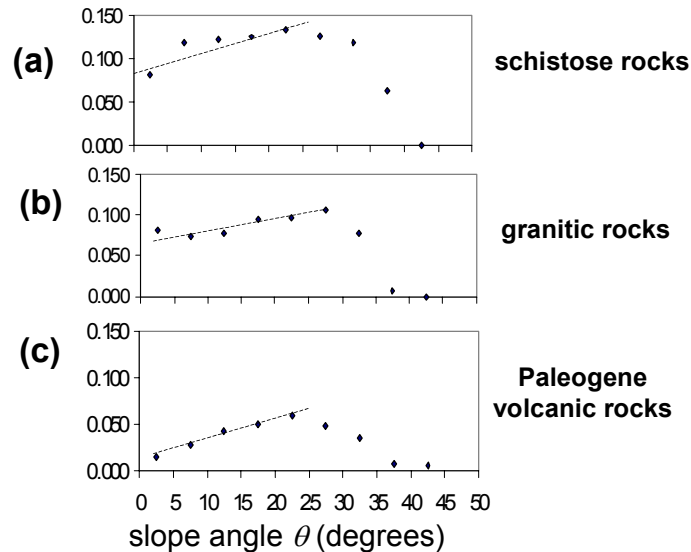 0.150
(a)
0.100
schistose rocks
0.050
0.000
0.150
(b)
0.100
granitic rocks
0.050
0.000
(c)
0.150
0.100
Paleogene
volcanic rocks
0.050
0.000
0 5 10 15 20 25 30 35 40 45 50
slope angle θ (degrees)